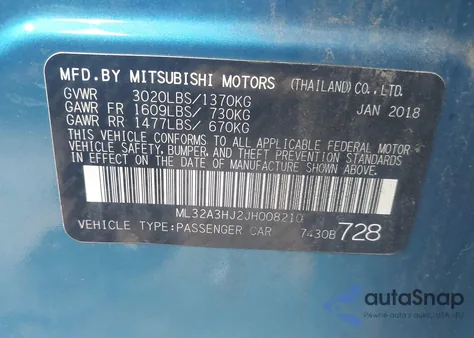 MFD.BY MITSUBISHI MOTORS (THAILAND) CO.,LTD.
GVWR 3020LBS/1370KG JAN 2018
GAWR FR 1609LBS/ 730KG
GAWR RR 1477LBS/ 670KG
THIS VEHICLE CONFORMS TO ALL APPLICABLE FEDERAL MOTOR
VEHICLE SAFETY, BUMPER, AND THEFT PREVENTION STANDARDS
IN EFFECT ON THE DATE OF MANUFACTURE SHOWN ABOVE.
ML32A3HJ2JH008210
VEHICLE TYPE:PASSENGER CAR 7430B 728
autoSnap